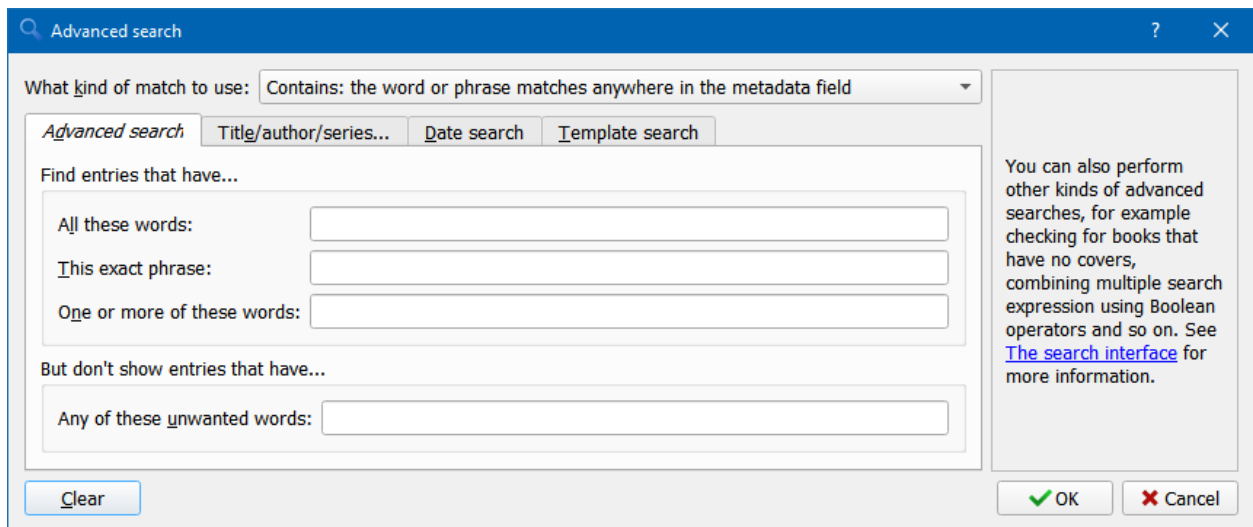 Advanced search
?
What kind of match to use: Contains: the word or phrase matches anywhere in the metadata field
Advanced search Title/author/series... Date search Template search
Find entries that have...
All these words:
This exact phrase:
One or more of these words:
But don't show entries that have...
Any of these unwanted words:
You can also perform
other kinds of advanced
searches, for example
checking for books that
have no covers,
combining multiple search
expression using Boolean
operators and so on. See
The search interface for
more information.
Clear
OK
Cancel